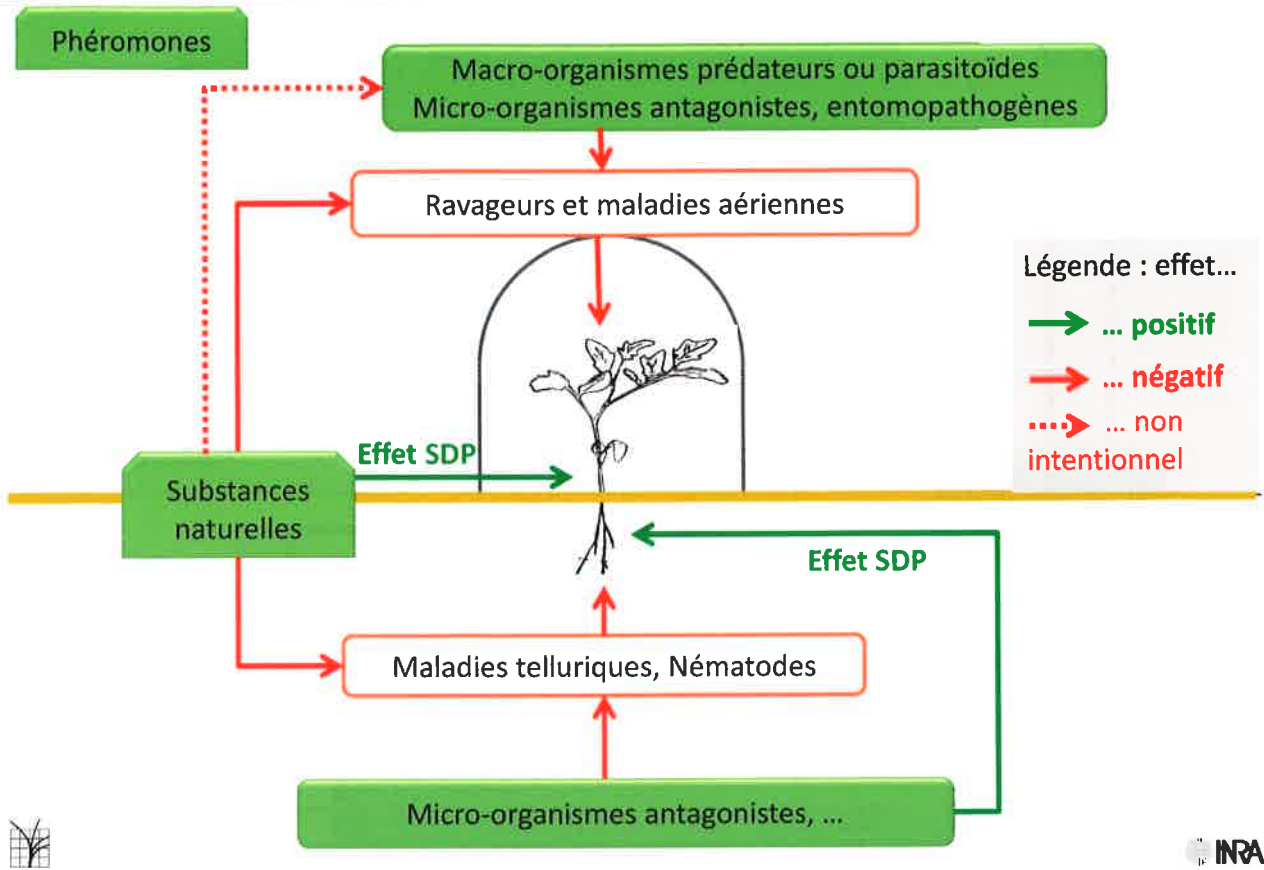 Phéromones
Macro-organismes prédateurs ou parasitoïdes
Micro-organismes antagonistes, entomopathogènes
Ravageurs et maladies aériennes
Légende : effet...
... positif
... négatif
... non
intentionnel
Effet SDP
Substances
naturelles
Effet SDP
Maladies telluriques, Nématodes
Micro-organismes antagonistes, ...
INRA